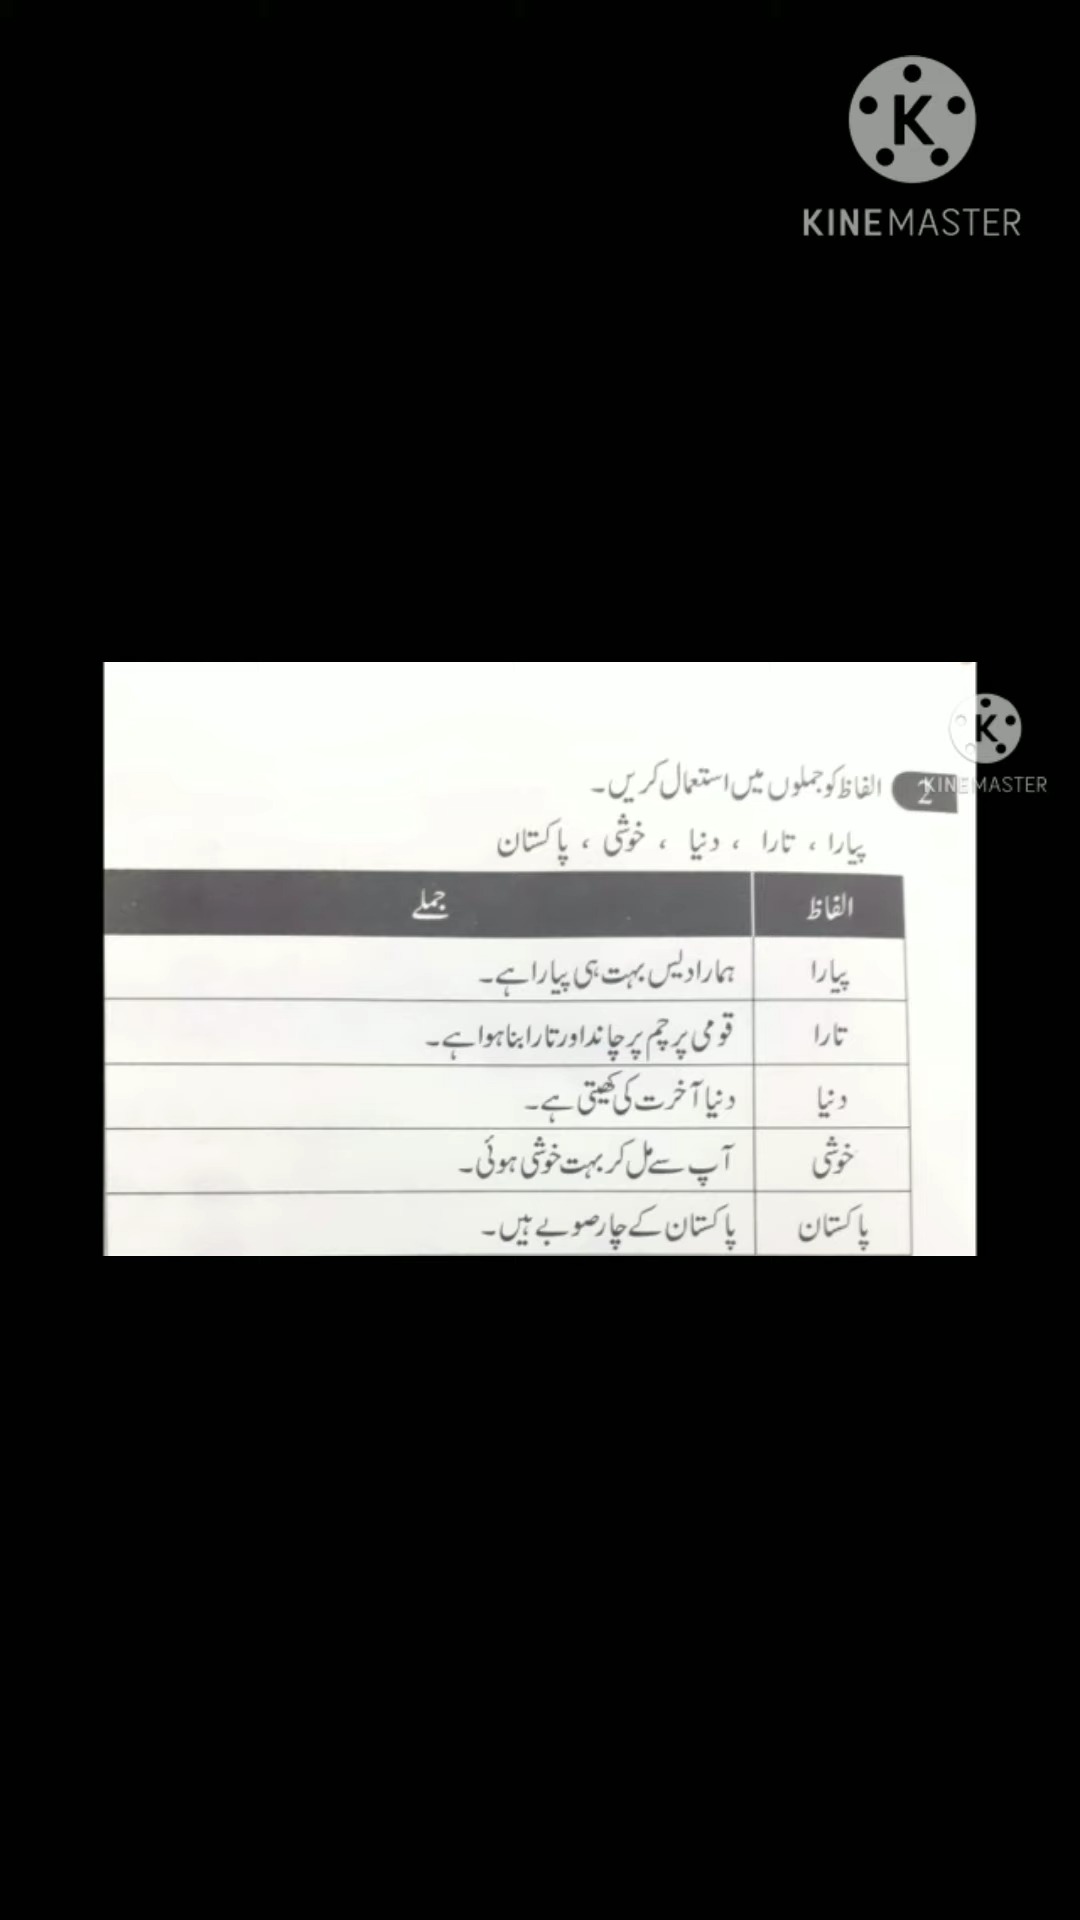 KINEMASTER
KINEMASTER
2 الفاظ کو جملوں میں استعمال کریں۔
پیارا ، تارا ، دنیا ، خوشی ، پاکستان
الفاظ جملے
پیارا ہمارا دیس بہت ہی پیارا ہے۔
تارا قومی پرچم پر چاند اور تارا بنا ہوا ہے۔
دنیا دنیا آخرت کی کھیتی ہے۔
خوشی آپ سے مل کر بہت خوشی ہوئی۔
پاکستان پاکستان کے چار صوبے ہیں۔